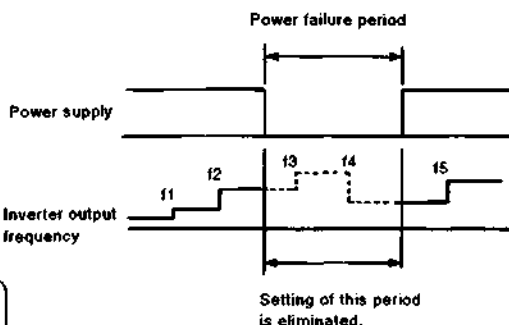 Power failure period
Power supply
f1
f2
f3
f4
f5
Inverter output
frequency
Setting of this period
is eliminated.